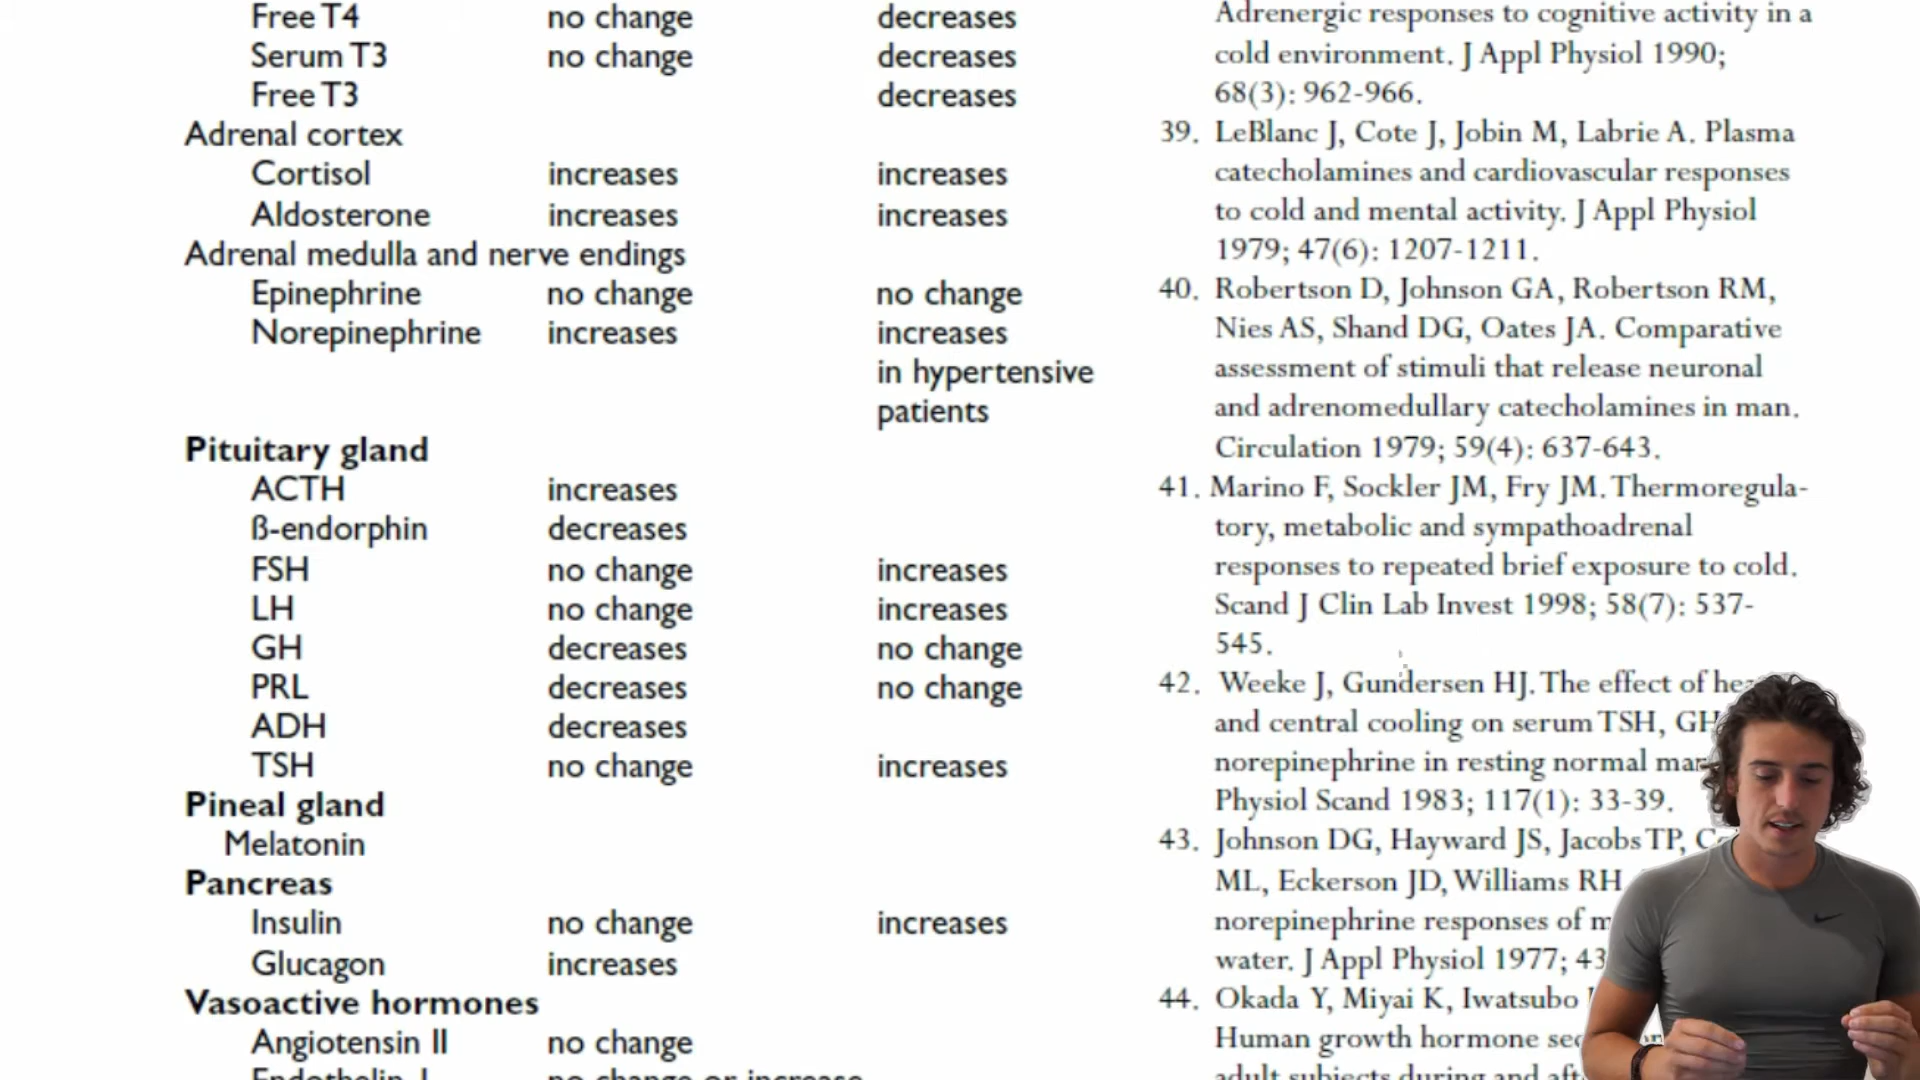 Free T4 no change decreases
Serum T3 no change decreases
Free T3 decreases
Adrenal cortex
Cortisol increases increases
Aldosterone increases increases
Adrenal medulla and nerve endings
Epinephrine no change no change
Norepinephrine increases increases
in hypertensive
patients
Pituitary gland
ACTH increases
ß-endorphin decreases
FSH no change increases
LH no change increases
GH decreases no change
PRL decreases no change
ADH decreases
TSH no change increases
Pineal gland
Melatonin
Pancreas
Insulin no change increases
Glucagon increases
Vasoactive hormones
Angiotensin II no change
no change or increase
Adrenergic responses to cognitive activity in a
cold environment. J Appl Physiol 1990;
68(3): 962-966.
39. LeBlanc J, Cote J, Jobin M, Labrie A. Plasma
catecholamines and cardiovascular responses
to cold and mental activity. J Appl Physiol
1979; 47(6): 1207-1211.
40. Robertson D, Johnson GA, Robertson RM,
Nies AS, Shand DG, Oates JA. Comparative
assessment of stimuli that release neuronal
and adrenomedullary catecholamines in man.
Circulation 1979; 59(4): 637-643.
41. Marino F, Sockler JM, Fry JM. Thermoregula-
tory, metabolic and sympathoadrenal
responses to repeated brief exposure to cold.
Scand J Clin Lab Invest 1998; 58(7): 537-
545.
42. Weeke J, Gundersen HJ. The effect of
and central cooling on serum TSH, GH
norepinephrine in resting normal
Physiol Scand 1983; 117(1): 33-39.
43. Johnson DG, Hayward JS, Jacobs TP,
ML, Eckerson JD, Williams RH
norepinephrine responses of
water. J Appl Physiol 1977; 43
44. Okada Y, Miyai K, Iwatsubo
Human growth hormone
adult subjects during and